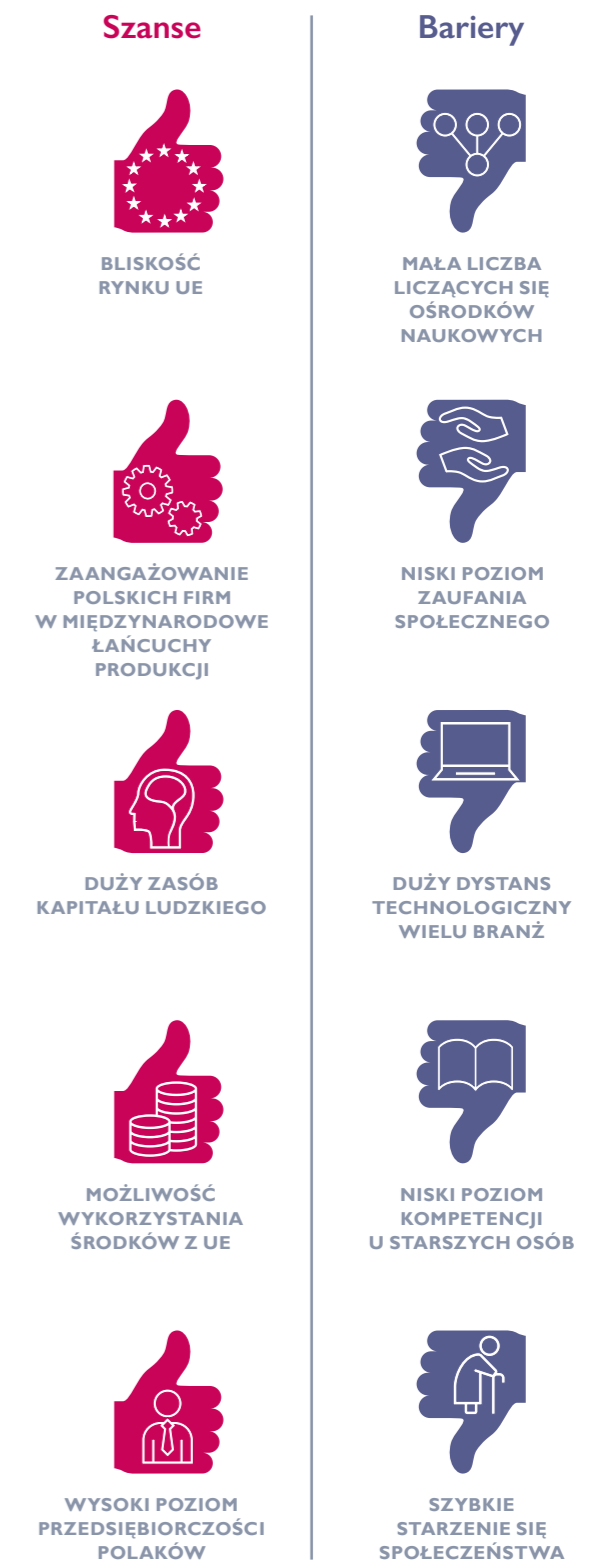 Szanse
BLISKOŚĆ
RYNKU UE
ZAANGAŻOWANIE
POLSKICH FIRM
W MIĘDZYNARODOWE
ŁAŃCUCHY
PRODUKCJI
DUŻY ZASÓB
KAPITAŁU LUDZKIEGO
MOŻLIWOŚĆ
WYKORZYSTANIA
ŚRODKÓW Z UE
WYSOKI POZIOM
PRZEDSIĘBIORCZOŚCI
POLAKÓW
Bariery
MAŁA LICZBA
LICZĄCYCH SIĘ
OŚRODKÓW
NAUKOWYCH
NISKI POZIOM
ZAUFANIA
SPOŁECZNEGO
DUŻY DYSTANS
TECHNOLOGICZNY
WIELU BRANŻ
NISKI POZIOM
KOMPETENCJI
U STARSZYCH OSÓB
SZYBKIE
STARZENIE SIĘ
SPOŁECZEŃSTWA